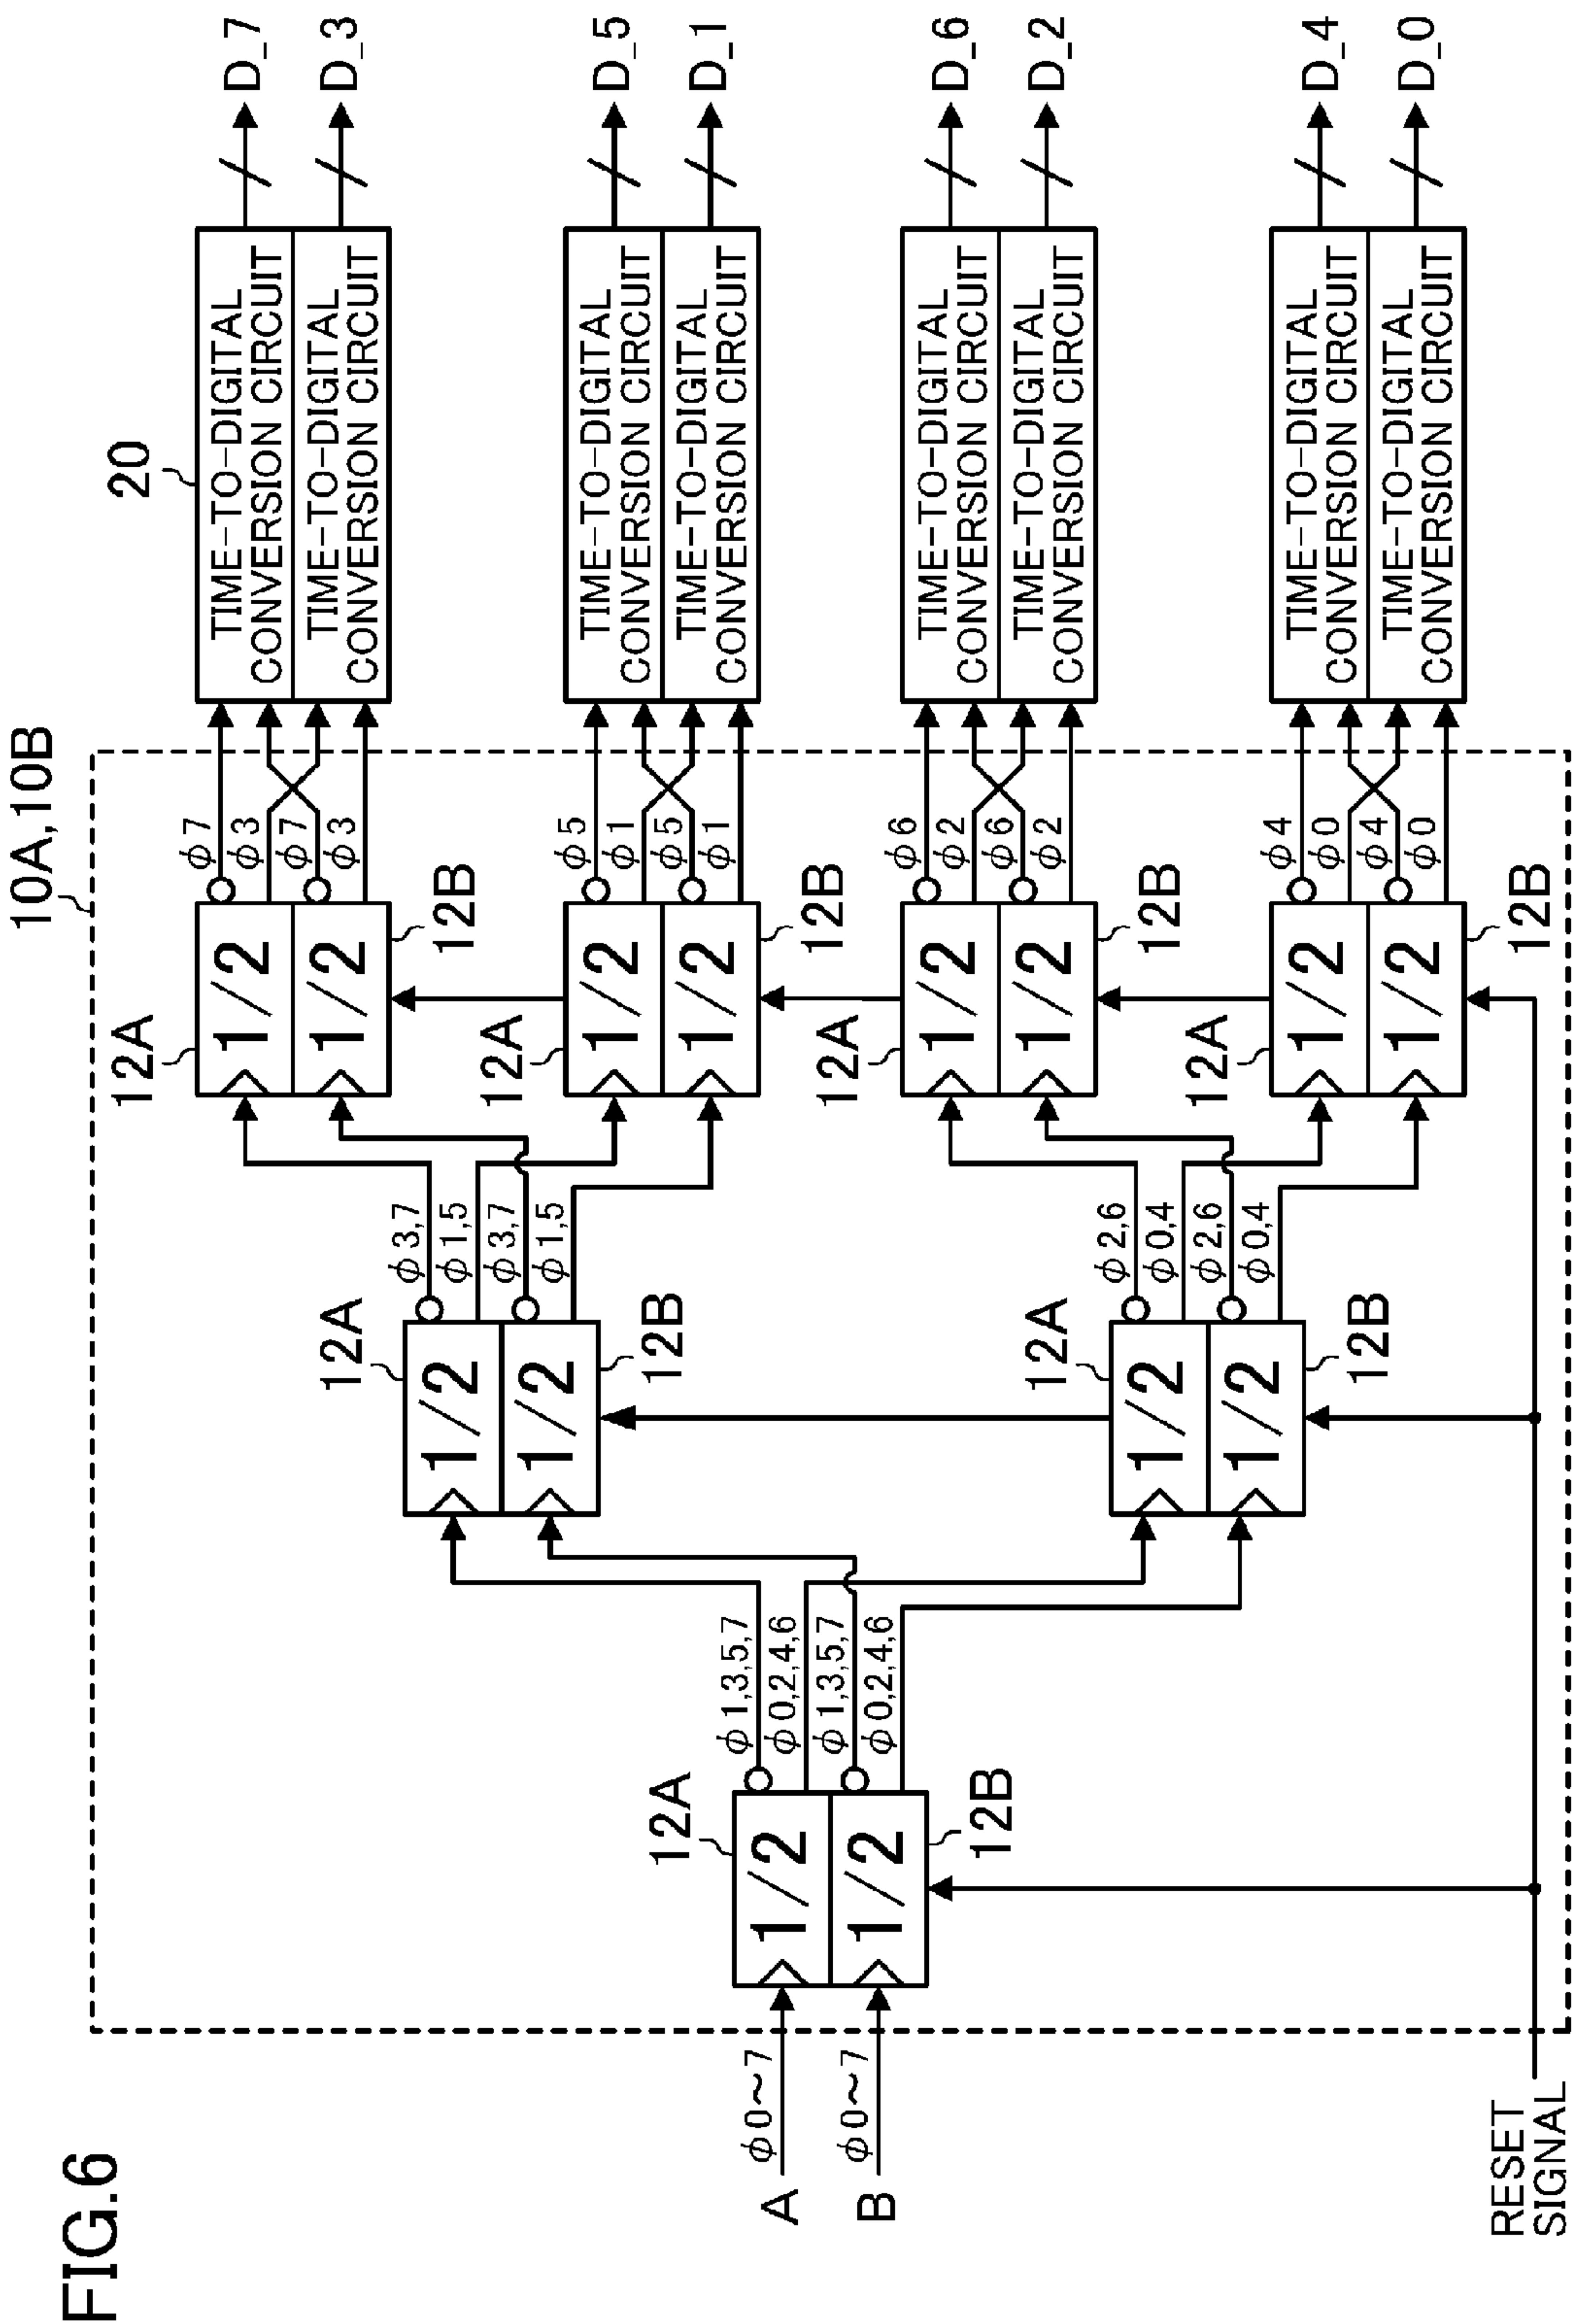 FIG.6
10A,10B
A
φ0~7
B
φ0~7
RESET
SIGNAL
12A
1/2
1/2
12B
φ1,3,5,7
φ0,2,4,6
φ1,3,5,7
φ0,2,4,6
12A
1/2
1/2
12B
φ3,7
φ1,5
φ3,7
φ1,5
12A
1/2
1/2
12B
φ2,6
φ0,4
φ2,6
φ0,4
12A
1/2
1/2
12B
φ7
φ3
φ7
φ3
12A
1/2
1/2
12B
φ5
φ1
φ5
φ1
12A
1/2
1/2
12B
φ6
φ2
φ6
φ2
12A
1/2
1/2
12B
φ4
φ0
φ4
φ0
20
TIME-TO-DIGITAL
CONVERSION CIRCUIT
TIME-TO-DIGITAL
CONVERSION CIRCUIT
D_7
D_3
TIME-TO-DIGITAL
CONVERSION CIRCUIT
TIME-TO-DIGITAL
CONVERSION CIRCUIT
D_5
D_1
TIME-TO-DIGITAL
CONVERSION CIRCUIT
TIME-TO-DIGITAL
CONVERSION CIRCUIT
D_6
D_2
TIME-TO-DIGITAL
CONVERSION CIRCUIT
TIME-TO-DIGITAL
CONVERSION CIRCUIT
D_4
D_0